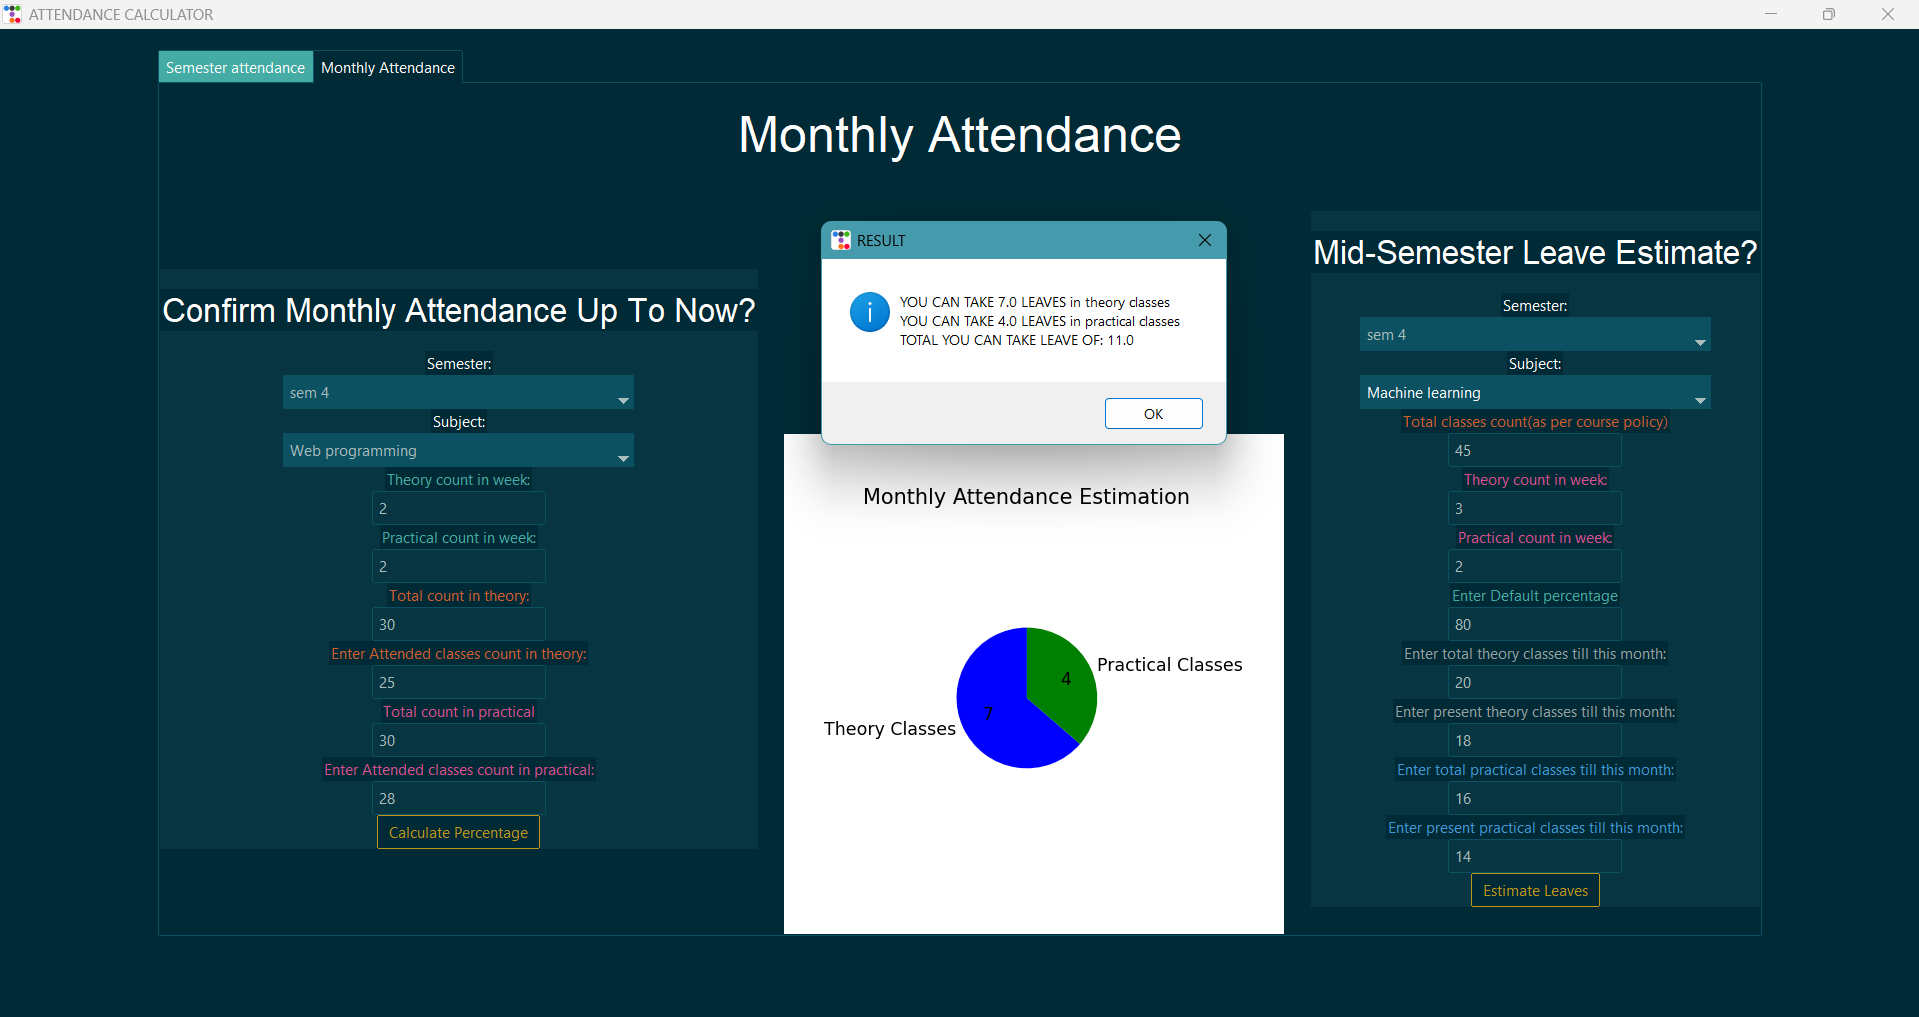 ATTENDANCE CALCULATOR
Semester attendance
Monthly Attendance
Monthly Attendance
Confirm Monthly Attendance Up To Now?
Semester:
sem 4
Subject:
Web programming
Theory count in week:
2
Practical count in week:
2
Total count in theory:
30
Enter Attended classes count in theory:
25
Total count in practical
30
Enter Attended classes count in practical:
28
Calculate Percentage
RESULT
YOU CAN TAKE 7.0 LEAVES in theory classes
YOU CAN TAKE 4.0 LEAVES in practical classes
TOTAL YOU CAN TAKE LEAVE OF: 11.0
OK
Monthly Attendance Estimation
Practical Classes
4
7
Theory Classes
Mid-Semester Leave Estimate?
Semester:
sem 4
Subject:
Machine learning
Total classes count(as per course policy)
45
Theory count in week:
3
Practical count in week:
2
Enter Default percentage
80
Enter total theory classes till this month:
20
Enter present theory classes till this month:
18
Enter total practical classes till this month:
16
Enter present practical classes till this month:
14
Estimate Leaves